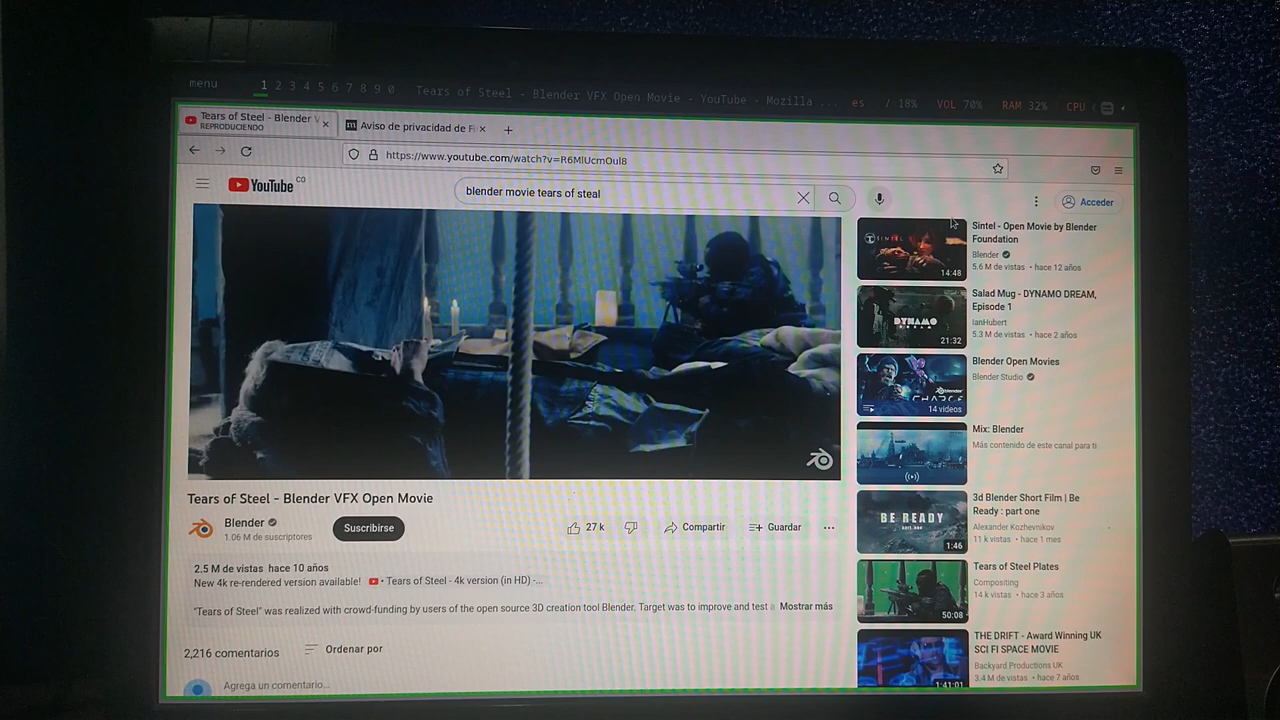 menu 1 2 3 4 5 6 7 8 9 0 Tears of Steel - Blender VFX Open Movie - YouTube - Mozilla ... es / 18% VOL 70% RAM 32% CPU
Tears of Steel - Blender V
REPRODUCIENDO
Aviso de privacidad de Fi
https://www.youtube.com/watch?v=R6MlUcmOul8
YouTube CO
blender movie tears of steal
Acceder
SINTEL
14:48
Sintel - Open Movie by Blender
Foundation
Blender
5.6 M de vistas • hace 12 años
DYNAMO
DREAM
21:32
Salad Mug - DYNAMO DREAM,
Episode 1
IanHubert
5.3 M de vistas • hace 2 años
blender
CHARGE
14 videos
Blender Open Movies
Blender Studio
Mix: Blender
Más contenido de este canal para ti
BE READY
part one
1:46
3d Blender Short Film | Be
Ready : part one
Alexander Kozhevnikov
11 k vistas • hace 1 mes
50:08
Tears of Steel Plates
Compositing
14 k vistas • hace 3 años
1:41:01
THE DRIFT - Award Winning UK
SCI FI SPACE MOVIE
Backyard Productions UK
3.4 M de vistas • hace 7 años
Tears of Steel - Blender VFX Open Movie
Blender
1.06 M de suscriptores
Suscribirse
27 k
Compartir
Guardar
2.5 M de vistas hace 10 años
New 4k re-rendered version available! • Tears of Steel - 4k version (in HD) -...
"Tears of Steel" was realized with crowd-funding by users of the open source 3D creation tool Blender. Target was to improve and test a Mostrar más
2,216 comentarios
Ordenar por
Agrega un comentario...